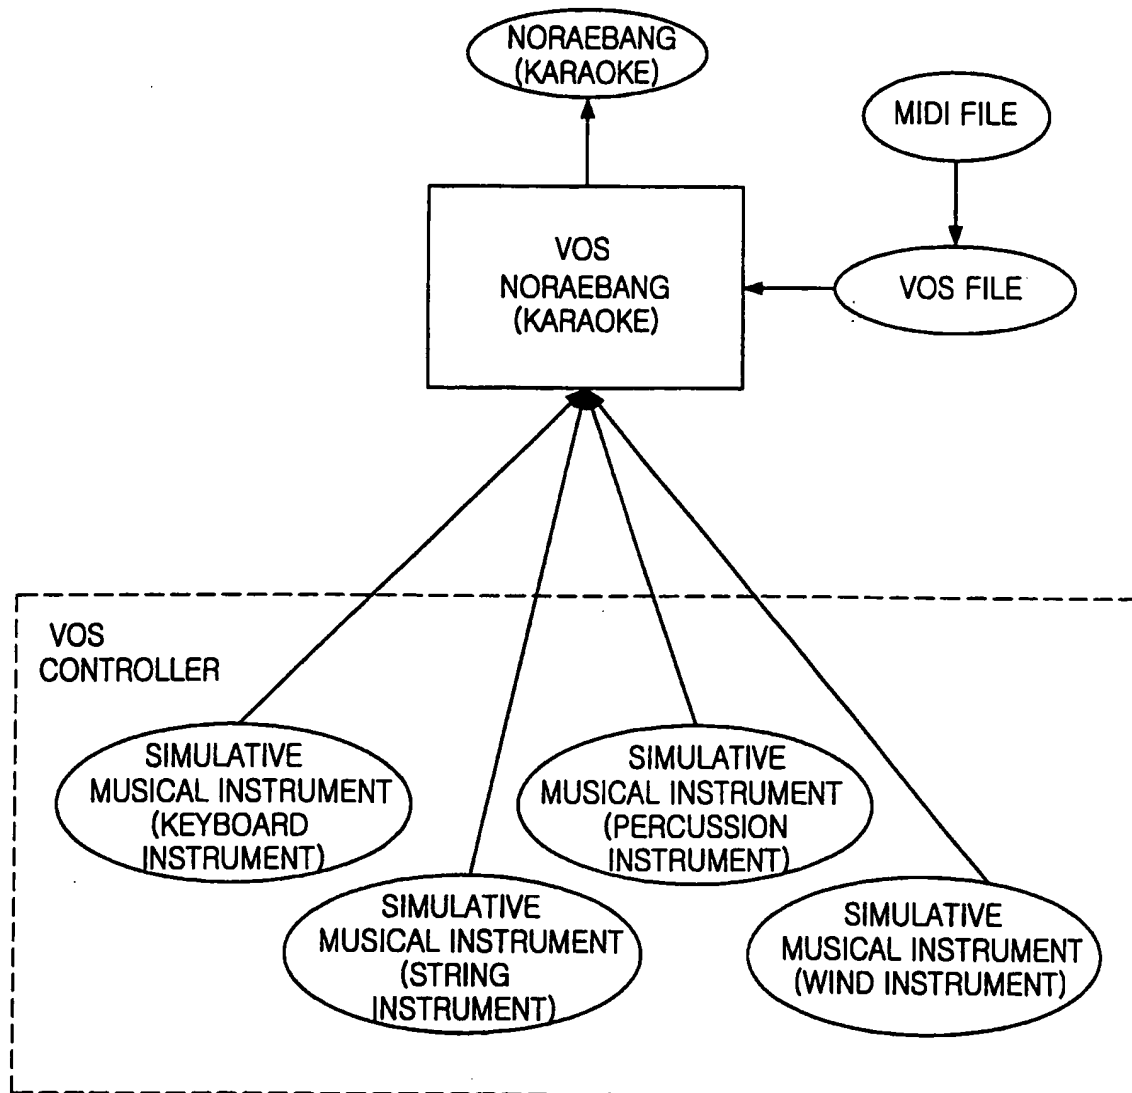 NORAEBANG
(KARAOKE)
MIDI FILE
VOS
NORAEBANG
(KARAOKE)
VOS FILE
VOS
CONTROLLER
SIMULATIVE
MUSICAL INSTRUMENT
(KEYBOARD
INSTRUMENT)
SIMULATIVE
MUSICAL INSTRUMENT
(PERCUSSION
INSTRUMENT)
SIMULATIVE
MUSICAL INSTRUMENT
(STRING
INSTRUMENT)
SIMULATIVE
MUSICAL INSTRUMENT
(WIND INSTRUMENT)